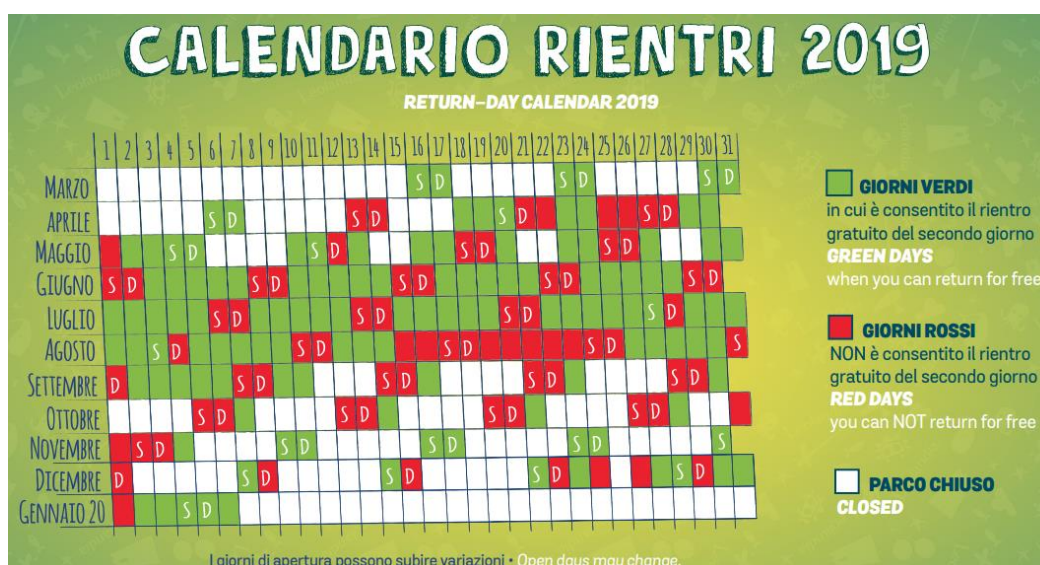 CALENDARIO RIENTRI 2019
RETURN-DAY CALENDAR 2019
1 2 3 4 5 6 7 8 9 10 11 12 13 14 15 16 17 18 19 20 21 22 23 24 25 26 27 28 29 30 31
MARZO S D S D S D
APRILE S D S D S D S D
MAGGIO S D S D S D S D
GIUGNO S D S D S D S D S D
LUGLIO S D S D S D S D
AGOSTO S D S D S D S D S
SETTEMBRE D S D S D S D S D
OTTOBRE S D S D S D S D
NOVEMBRE S D S D S D S D S
DICEMBRE D S D S D S D S D
GENNAIO 20 S D
GIORNI VERDI
in cui è consentito il rientro
gratuito del secondo giorno
GREEN DAYS
when you can return for free
GIORNI ROSSI
NON è consentito il rientro
gratuito del secondo giorno
RED DAYS
you can NOT return for free
PARCO CHIUSO
CLOSED
I giorni di apertura possono subire variazioni • Open days may change.